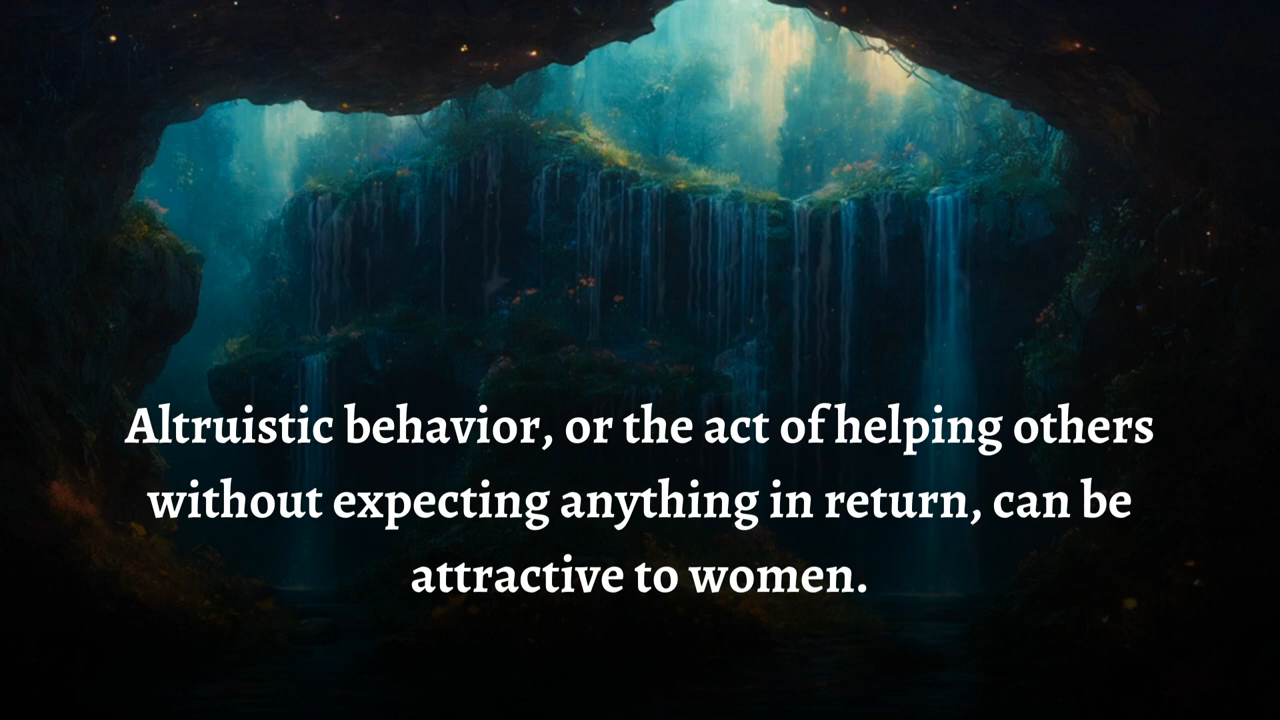 Altruistic behavior, or the act of helping others
without expecting anything in return, can be
attractive to women.